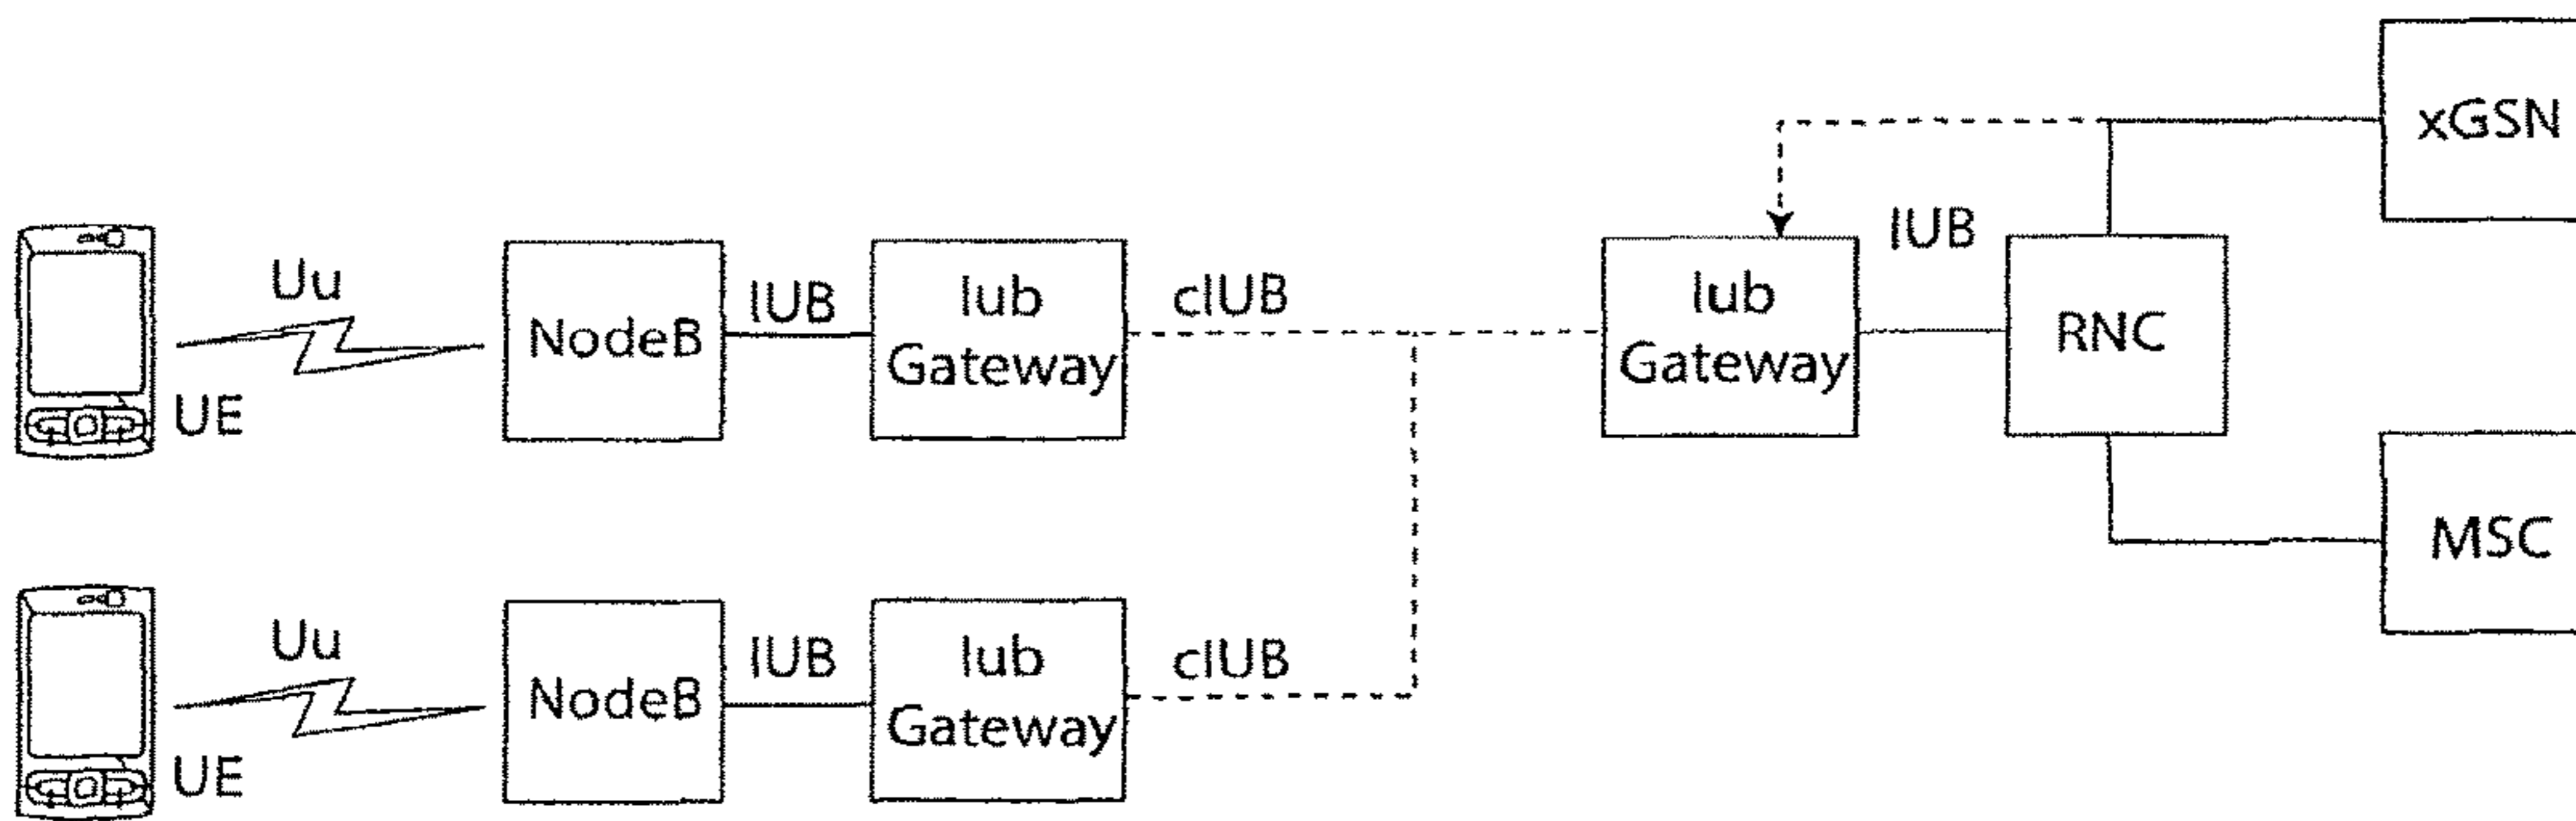 xGSN
IUB
Uu
NodeB
IUB
Iub
Gateway
cIUB
Iub
Gateway
RNC
UE
MSC
Uu
NodeB
IUB
Iub
Gateway
cIUB
UE